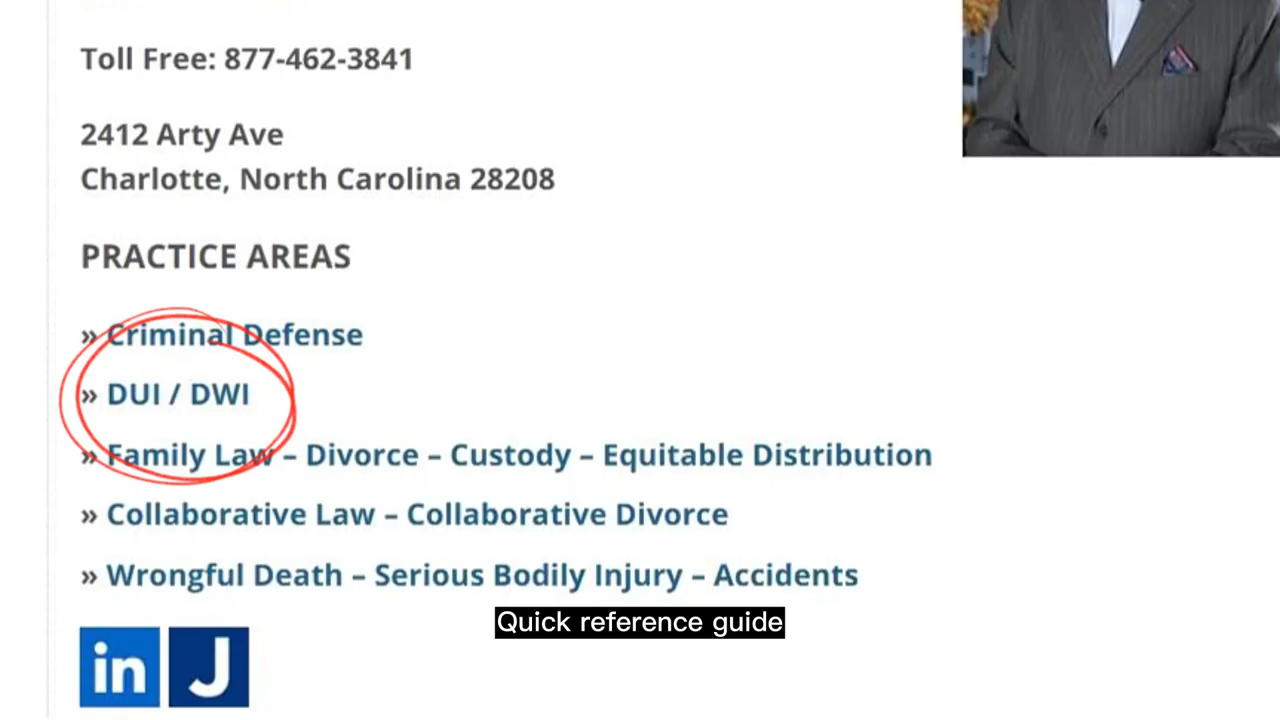 Toll Free: 877-462-3841
2412 Arty Ave
Charlotte, North Carolina 28208
PRACTICE AREAS
» Criminal Defense
» DUI / DWI
» Family Law – Divorce – Custody – Equitable Distribution
» Collaborative Law – Collaborative Divorce
» Wrongful Death – Serious Bodily Injury – Accidents
Quick reference guide
in J